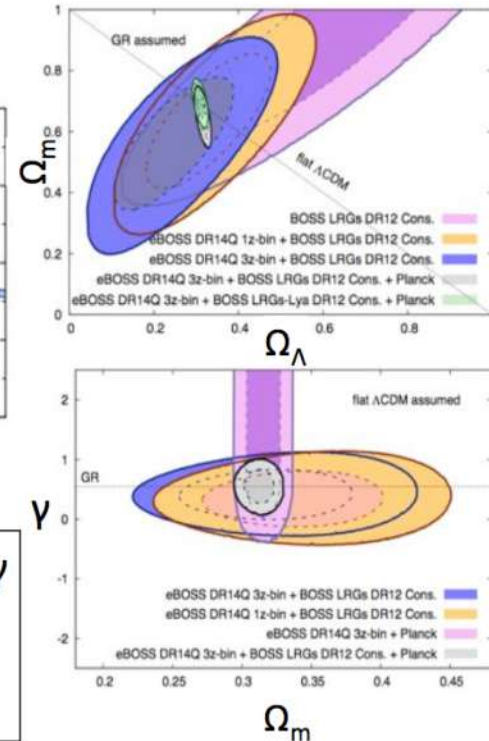 1
GR assumed
0.8
0.6
Ωm
flat ΛCDM
0.4
BOSS LRGs DR12 Cons.
eBOSS DR14Q 1z-bin + BOSS LRGs DR12 Cons.
0.2
eBOSS DR14Q 3z-bin + BOSS LRGs DR12 Cons.
eBOSS DR14Q 3z-bin + BOSS LRGs DR12 Cons. + Planck
eBOSS DR14Q 3z-bin + BOSS LRGs-Lya DR12 Cons. + Planck
0
0 0.2 0.4 0.6 0.8
ΩΛ
2
flat ΛCDM assumed
1
GR
γ
0
-1
eBOSS DR14Q 3z-bin + BOSS LRGs DR12 Cons.
eBOSS DR14Q 1z-bin + BOSS LRGs DR12 Cons.
-2
eBOSS DR14Q 3z-bin + Planck
eBOSS DR14Q 3z-bin + BOSS LRGs DR12 Cons. + Planck
0.2 0.25 0.3 0.35 0.4 0.45
Ωm